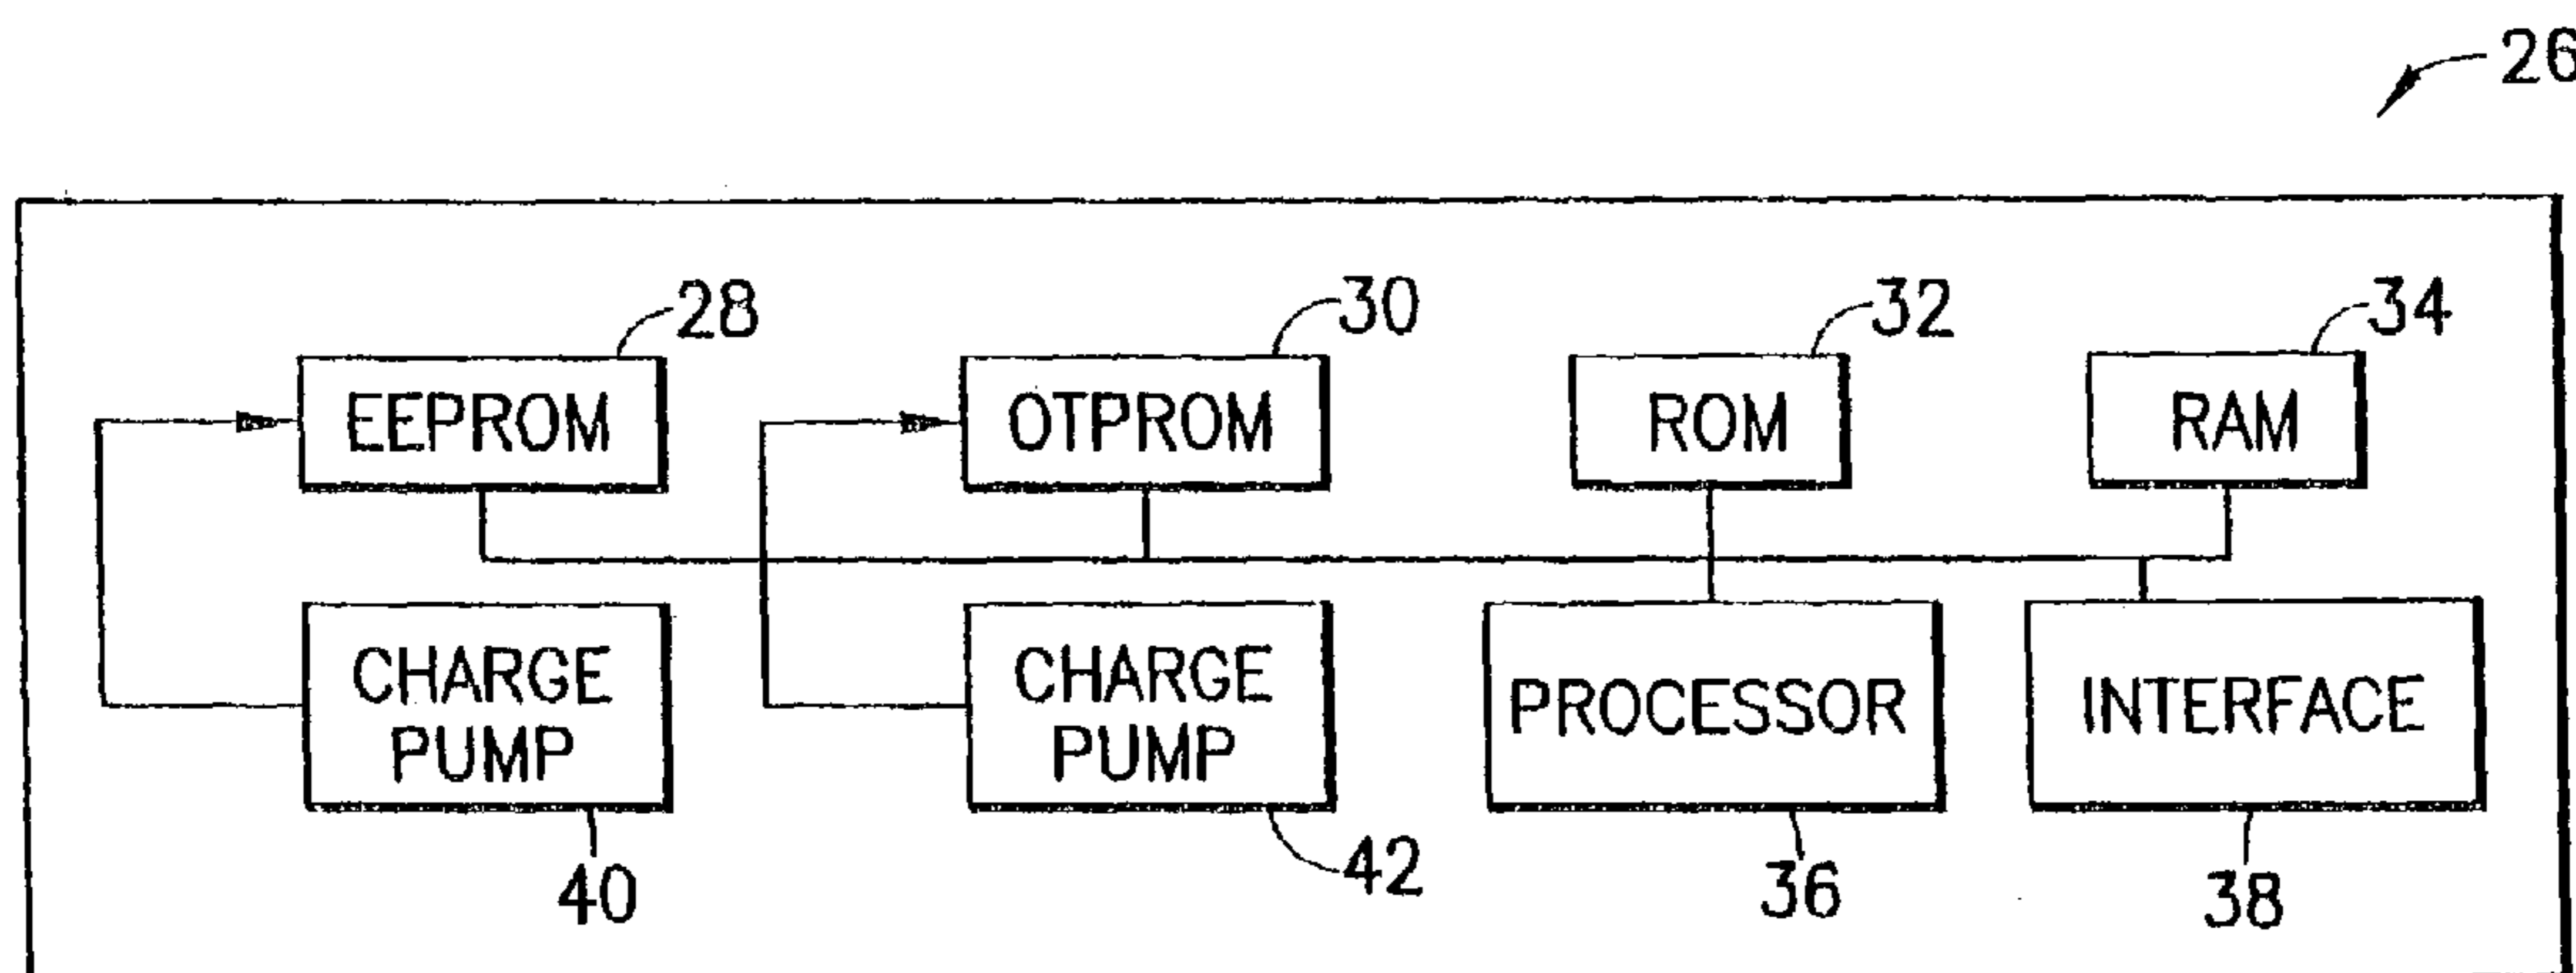 26
28
30
32
34
EEPROM
OTPROM
ROM
RAM
CHARGE
PUMP
CHARGE
PUMP
PROCESSOR
INTERFACE
40
42
36
38